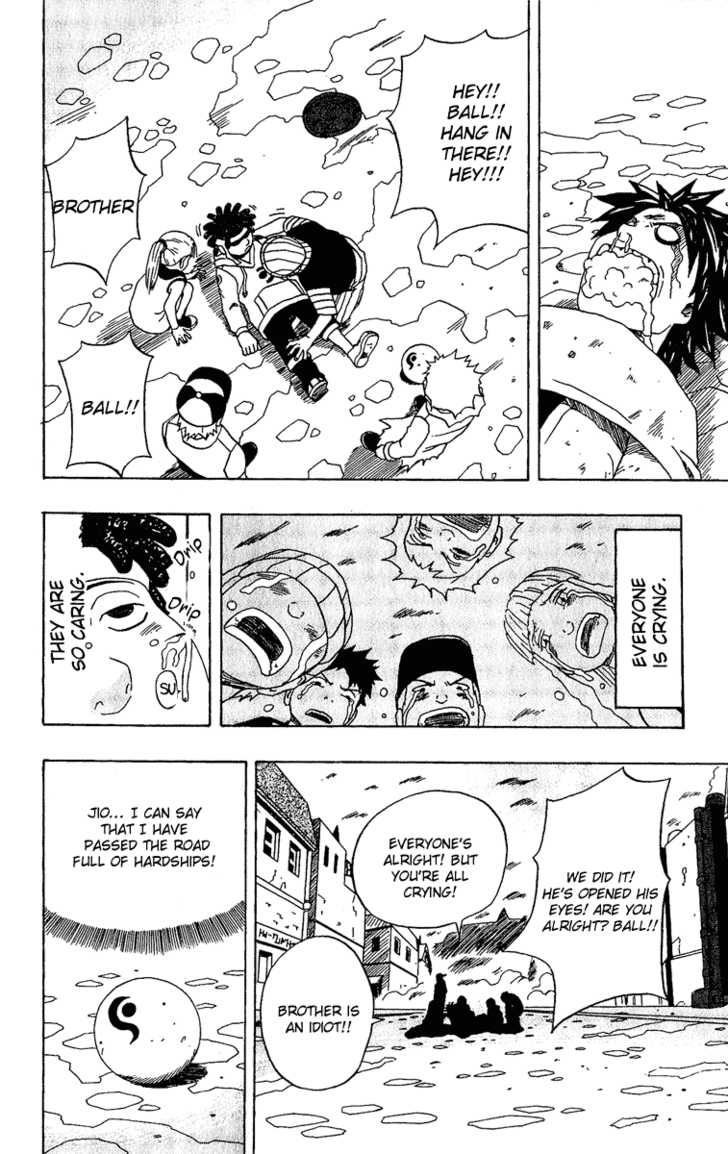 HEY!!
BALL!!
HANG IN
THERE!!
HEY!!!
BROTHER
BALL!!
EVERYONE
IS CRYING.
THEY ARE
SO CARING.
Drip
Drip
SU
WE DID IT!
HE'S OPENED HIS
EYES! ARE YOU
ALRIGHT? BALL!!
EVERYONE'S
ALRIGHT! BUT
YOU'RE ALL
CRYING!
BROTHER IS
AN IDIOT!!
JIO... I CAN SAY
THAT I HAVE
PASSED THE ROAD
FULL OF HARDSHIPS!